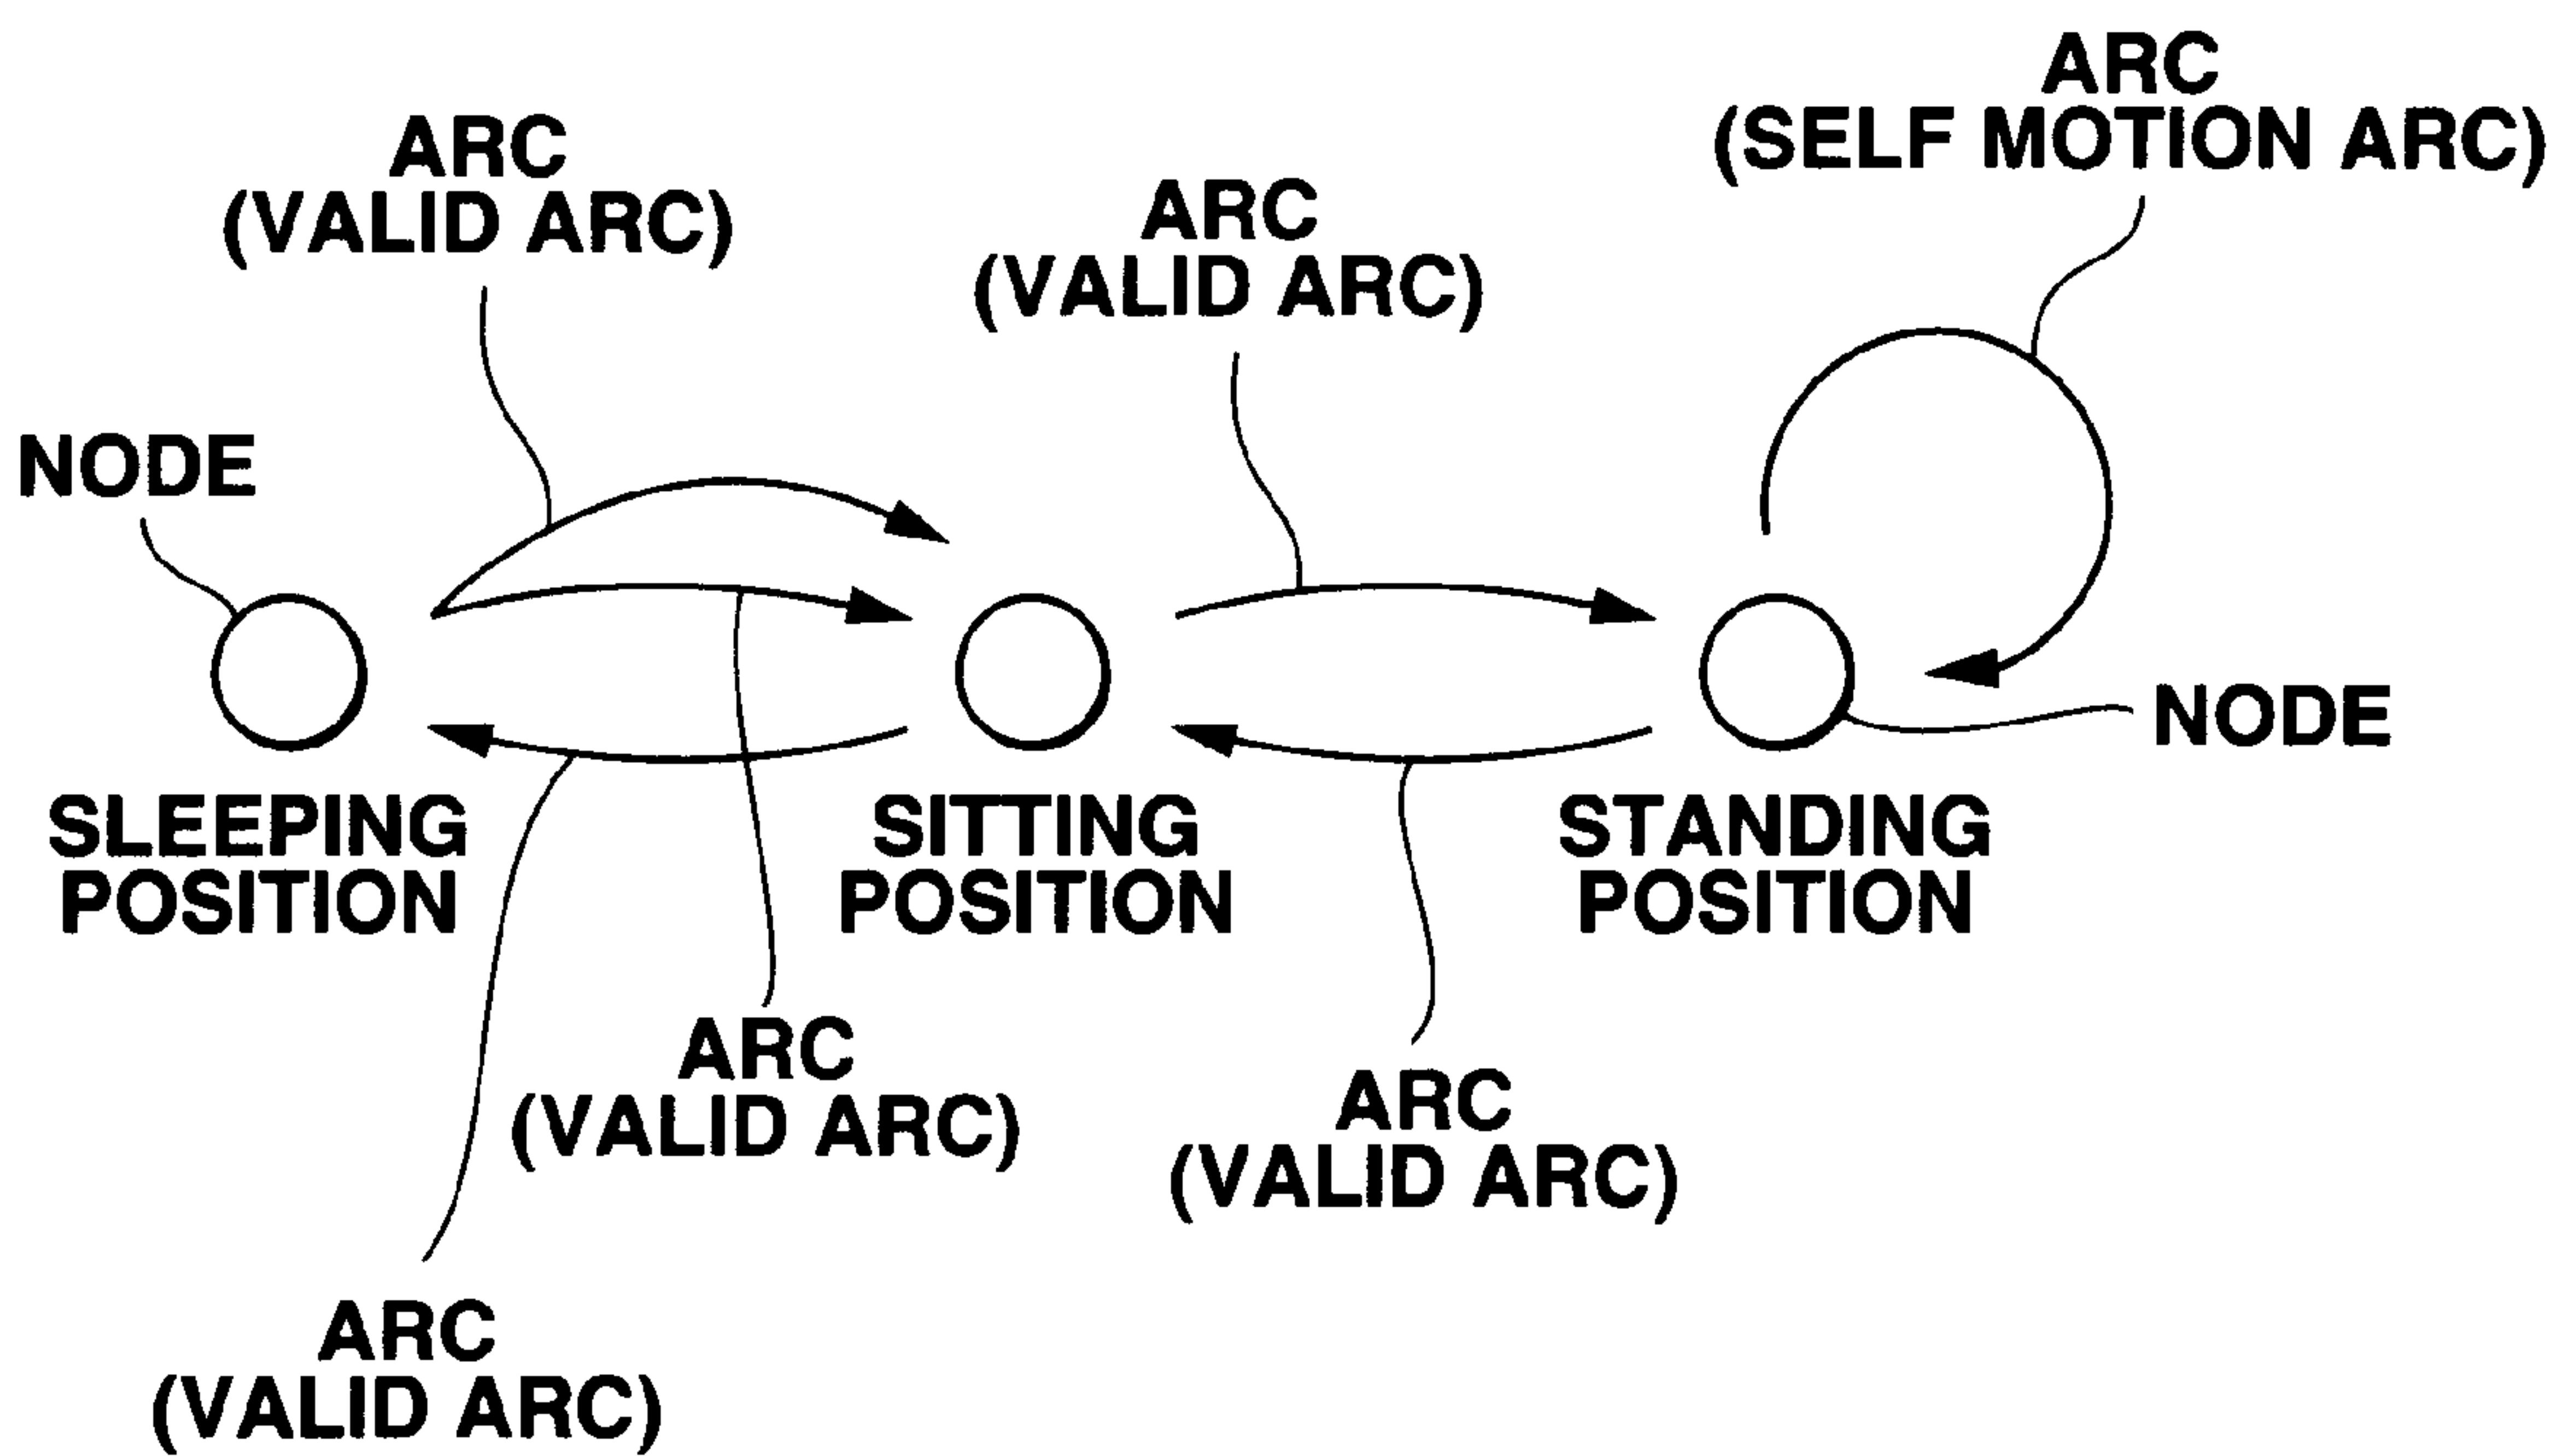 ARC
(SELF MOTION ARC)
ARC
(VALID ARC)
ARC
(VALID ARC)
NODE
NODE
SLEEPING
POSITION
SITTING
POSITION
STANDING
POSITION
ARC
(VALID ARC)
ARC
(VALID ARC)
ARC
(VALID ARC)